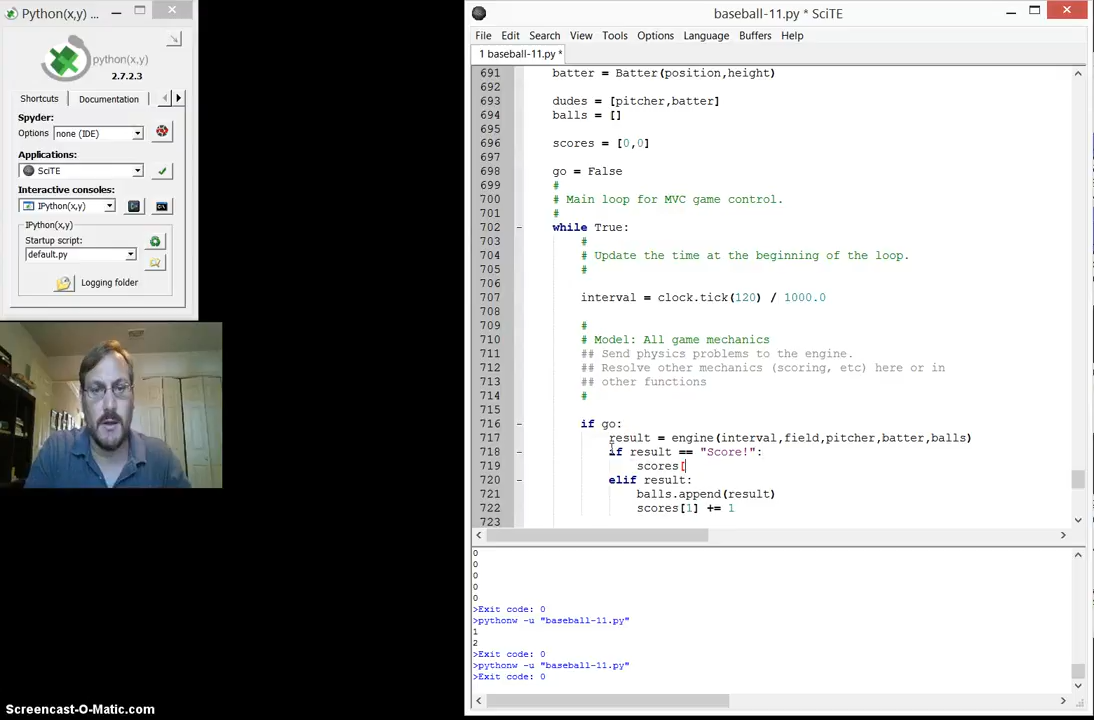 Python(x,y)
python(x,y)
2.7.2.3
Shortcuts
Documentation
Spyder:
Options
none (IDE)
Applications:
SciTE
Interactive consoles:
IPython(x,y)
IPython(x,y)
Startup script:
default.py
Logging folder
baseball-11.py * SciTE
File Edit Search View Tools Options Language Buffers Help
1 baseball-11.py *
691 batter = Batter(position,height)
692
693 dudes = [pitcher,batter]
694 balls = []
695
696 scores = [0,0]
697
698 go = False
699 #
700 # Main loop for MVC game control.
701 #
702 while True:
703 #
704 # Update the time at the beginning of the loop.
705 #
706
707 interval = clock.tick(120) / 1000.0
708
709 #
710 # Model: All game mechanics
711 ## Send physics problems to the engine.
712 ## Resolve other mechanics (scoring, etc) here or in
713 ## other functions
714 #
715
716 if go:
717 result = engine(interval,field,pitcher,batter,balls)
718 if result == "Score!":
719 scores[
720 elif result:
721 balls.append(result)
722 scores[1] += 1
723
0
0
0
0
0
>Exit code: 0
>pythonw -u "baseball-11.py"
1
2
>Exit code: 0
>pythonw -u "baseball-11.py"
>Exit code: 0
Screencast-O-Matic.com